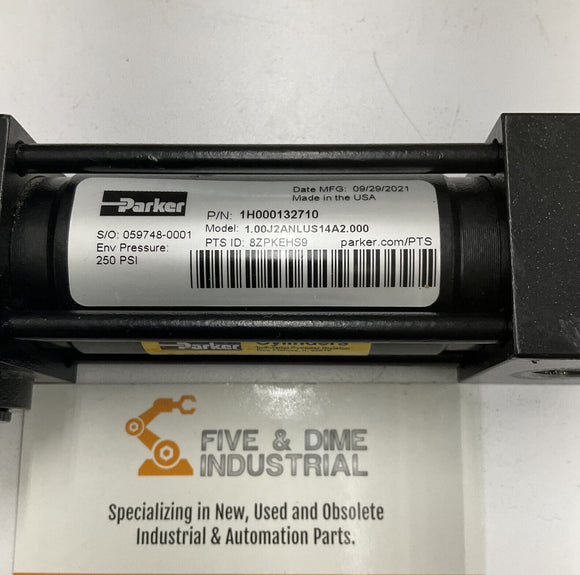 Parker
Date MFG: 09/29/2021
Made in the USA
P/N: 1H000132710
S/O: 059748-0001
Model: 1.00J2ANLUS14A2.000
Env Pressure:
250 PSI
PTS ID: 8ZPKEHS9
parker.com/PTS
Parker
Cylinders
FIVE & DIME
INDUSTRIAL
Specializing in New, Used and Obsolete
Industrial & Automation Parts.